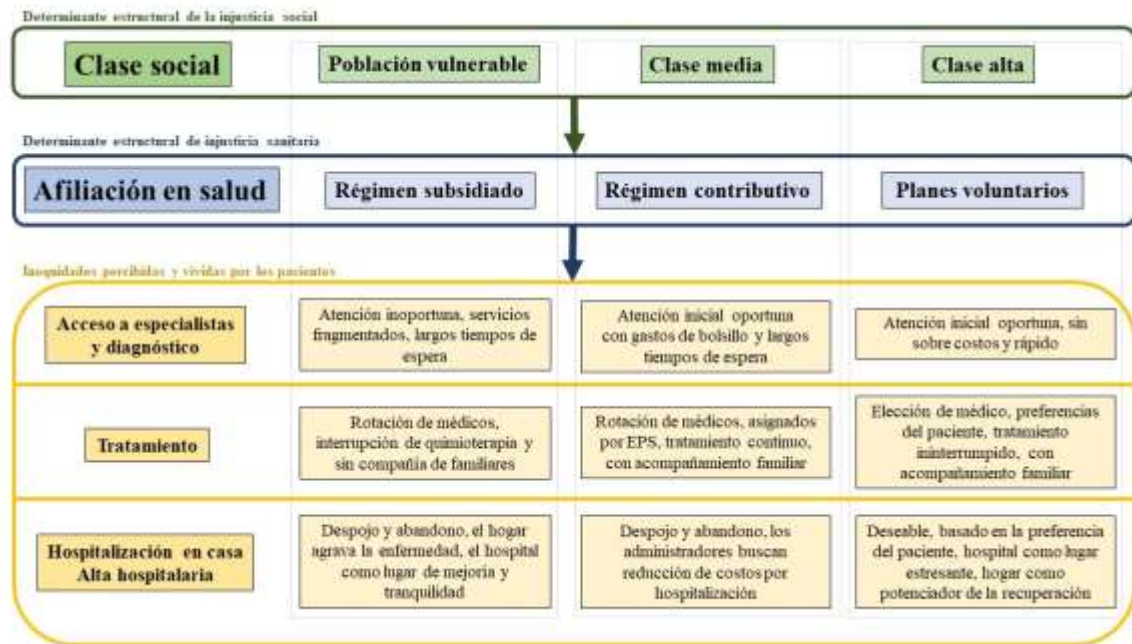 Determinante estructural de la injusticia social
Clase social
Población vulnerable
Clase media
Clase alta
Determinante estructural de injusticia sanitaria
Afiliación en salud
Régimen subsidiado
Régimen contributivo
Planes voluntarios
Inequidades percibidas y vividas por los pacientes
Acceso a especialistas
y diagnóstico
Atención inoportuna, servicios
fragmentados, largos tiempos de
espera
Atención inicial oportuna
con gastos de bolsillo y largos
tiempos de espera
Atención inicial oportuna, sin
sobre costos y rápido
Tratamiento
Rotación de médicos,
interrupción de quimioterapia y
sin compañía de familiares
Rotación de médicos, asignados
por EPS, tratamiento continuo,
con acompañamiento familiar
Elección de médico, preferencias
del paciente, tratamiento
ininterrumpido, con
acompañamiento familiar
Hospitalización en casa
Alta hospitalaria
Despojo y abandono, el hogar
agrava la enfermedad, el hospital
como lugar de mejoría y
tranquilidad
Despojo y abandono, los
administradores buscan
reducción de costos por
hospitalización
Deseable, basado en la preferencia
del paciente, hospital como lugar
estresante, hogar como
potenciador de la recuperación